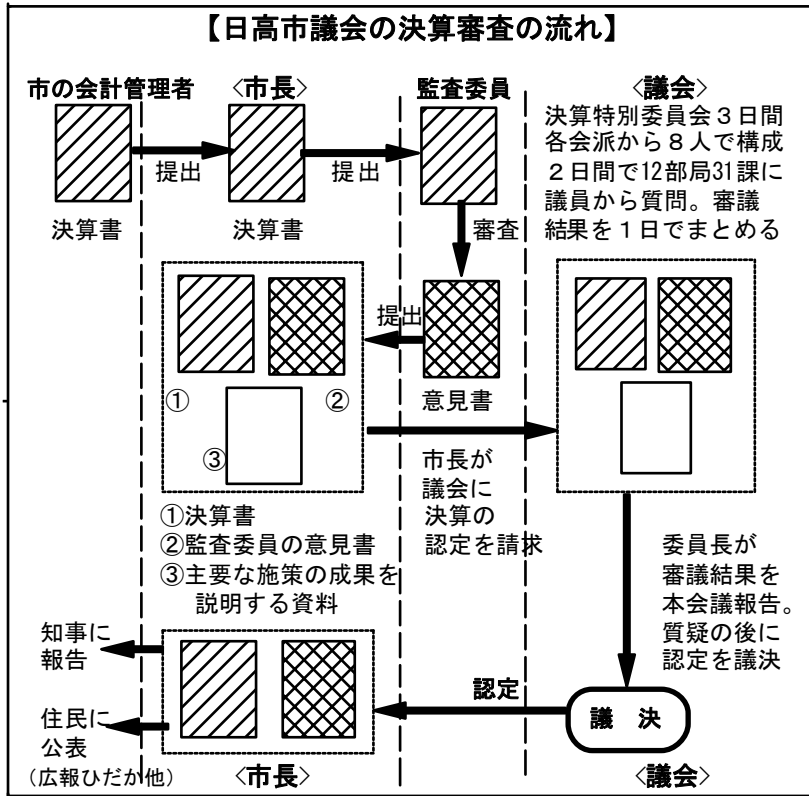 【日高市議会の決算審査の流れ】
市の会計管理者
〈市長〉
監査委員
〈議会〉
提出
提出
決算書
決算書
審査
決算特別委員会３日間
各会派から８人で構成
２日間で12部局31課に
議員から質問。審議
結果を１日でまとめる
提出
意見書
①
②
③
市長が
議会に
決算の
認定を請求
①決算書
②監査委員の意見書
③主要な施策の成果を
説明する資料
委員長が
審議結果を
本会議報告。
質疑の後に
認定を議決
知事に
報告
住民に
公表
（広報ひだか他）
認定
議 決
〈市長〉
〈議会〉